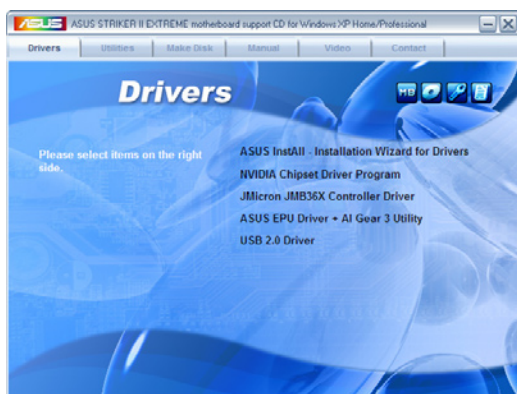 ASUS ASUS STRIKER II EXTREME motherboard support CD for Windows XP Home/Professional
Drivers Utilities Make Disk Manual Video Contact
Drivers
MB
Please select items on the right side.
ASUS InstAll - Installation Wizard for Drivers
NVIDIA Chipset Driver Program
JMicron JMB36X Controller Driver
ASUS EPU Driver + AI Gear 3 Utility
USB 2.0 Driver